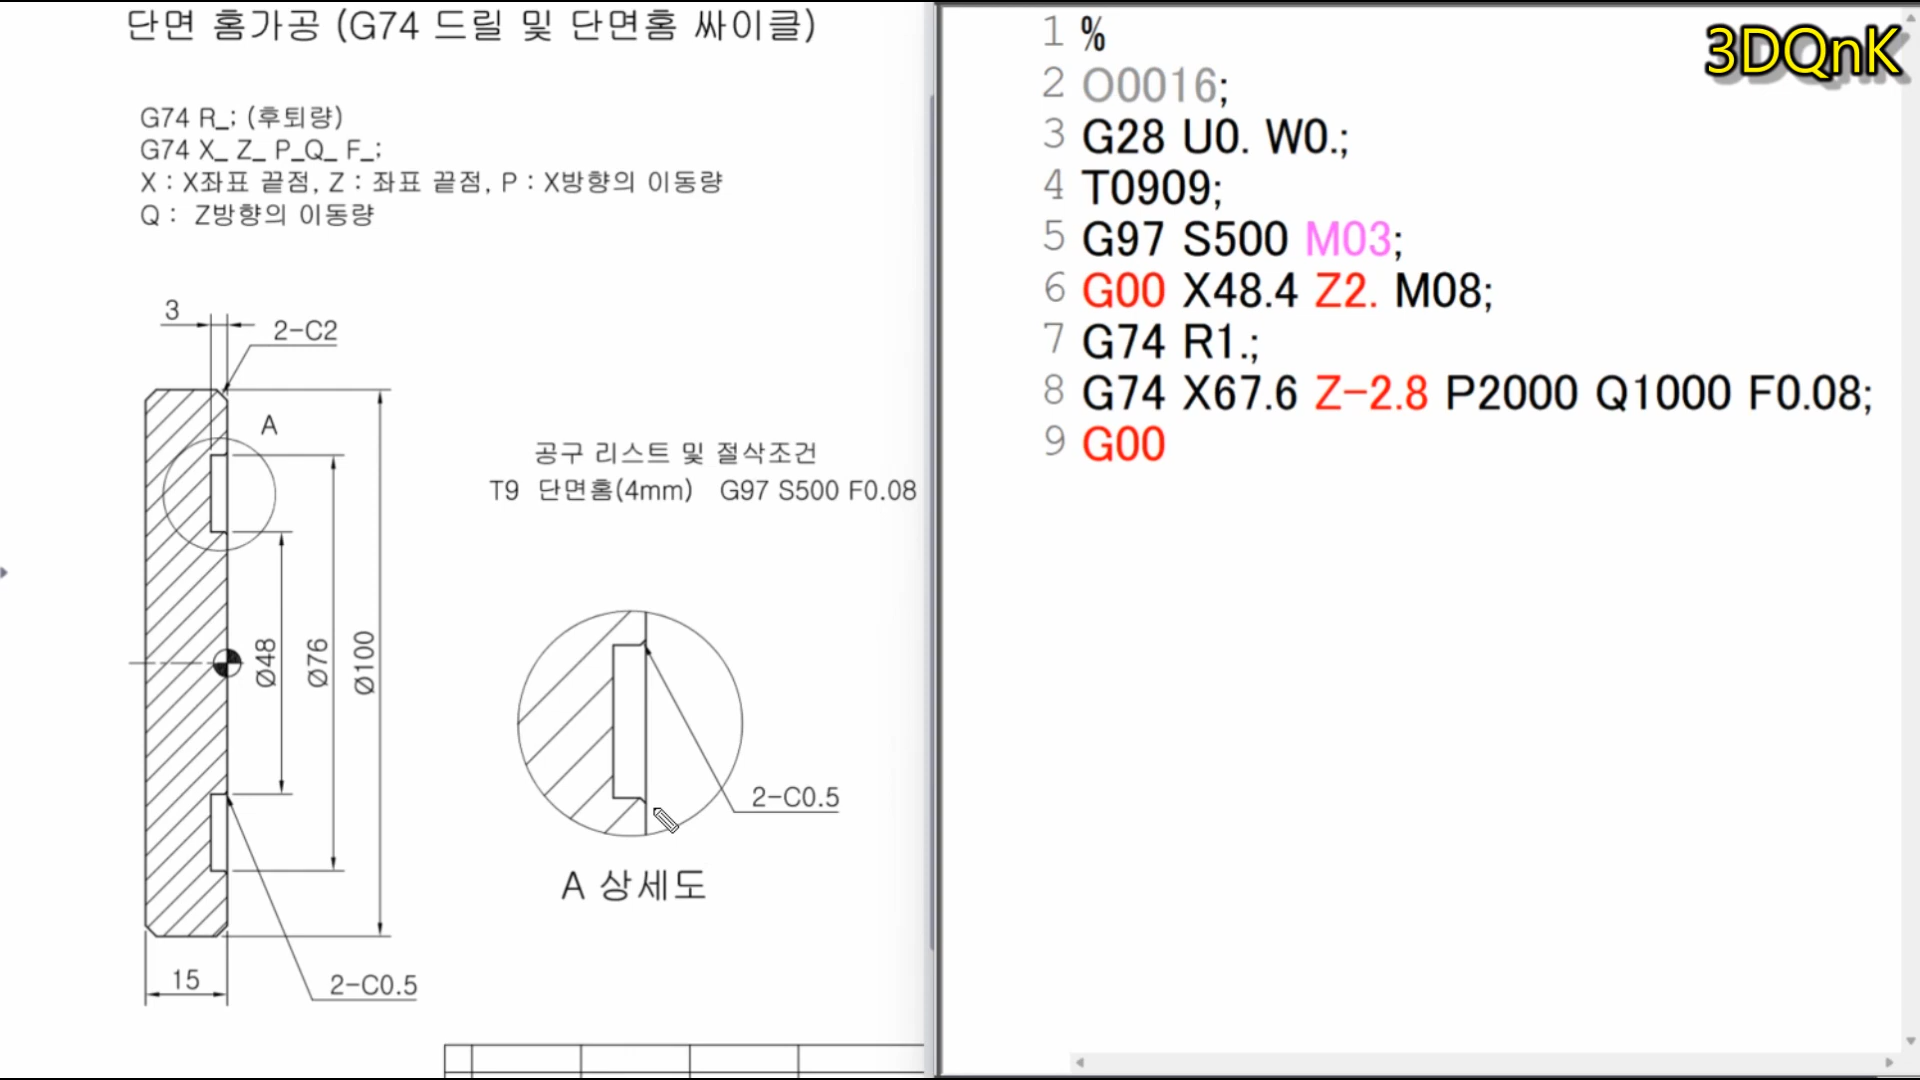 단면 홈가공 (G74 드릴 및 단면홈 싸이클)
G74 R_; (후퇴량)
G74 X_ Z_ P_Q_ F_;
X : X좌표 끝점, Z : 좌표 끝점, P : X방향의 이동량
Q : Z방향의 이동량
3
2-C2
A
Ø48
Ø76
Ø100
15
2-C0.5
공구 리스트 및 절삭조건
T9 단면홈(4mm) G97 S500 F0.08
2-C0.5
A 상세도
3DQnK
1 %
2 O0016;
3 G28 U0. W0.;
4 T0909;
5 G97 S500 M03;
6 G00 X48.4 Z2. M08;
7 G74 R1.;
8 G74 X67.6 Z-2.8 P2000 Q1000 F0.08;
9 G00